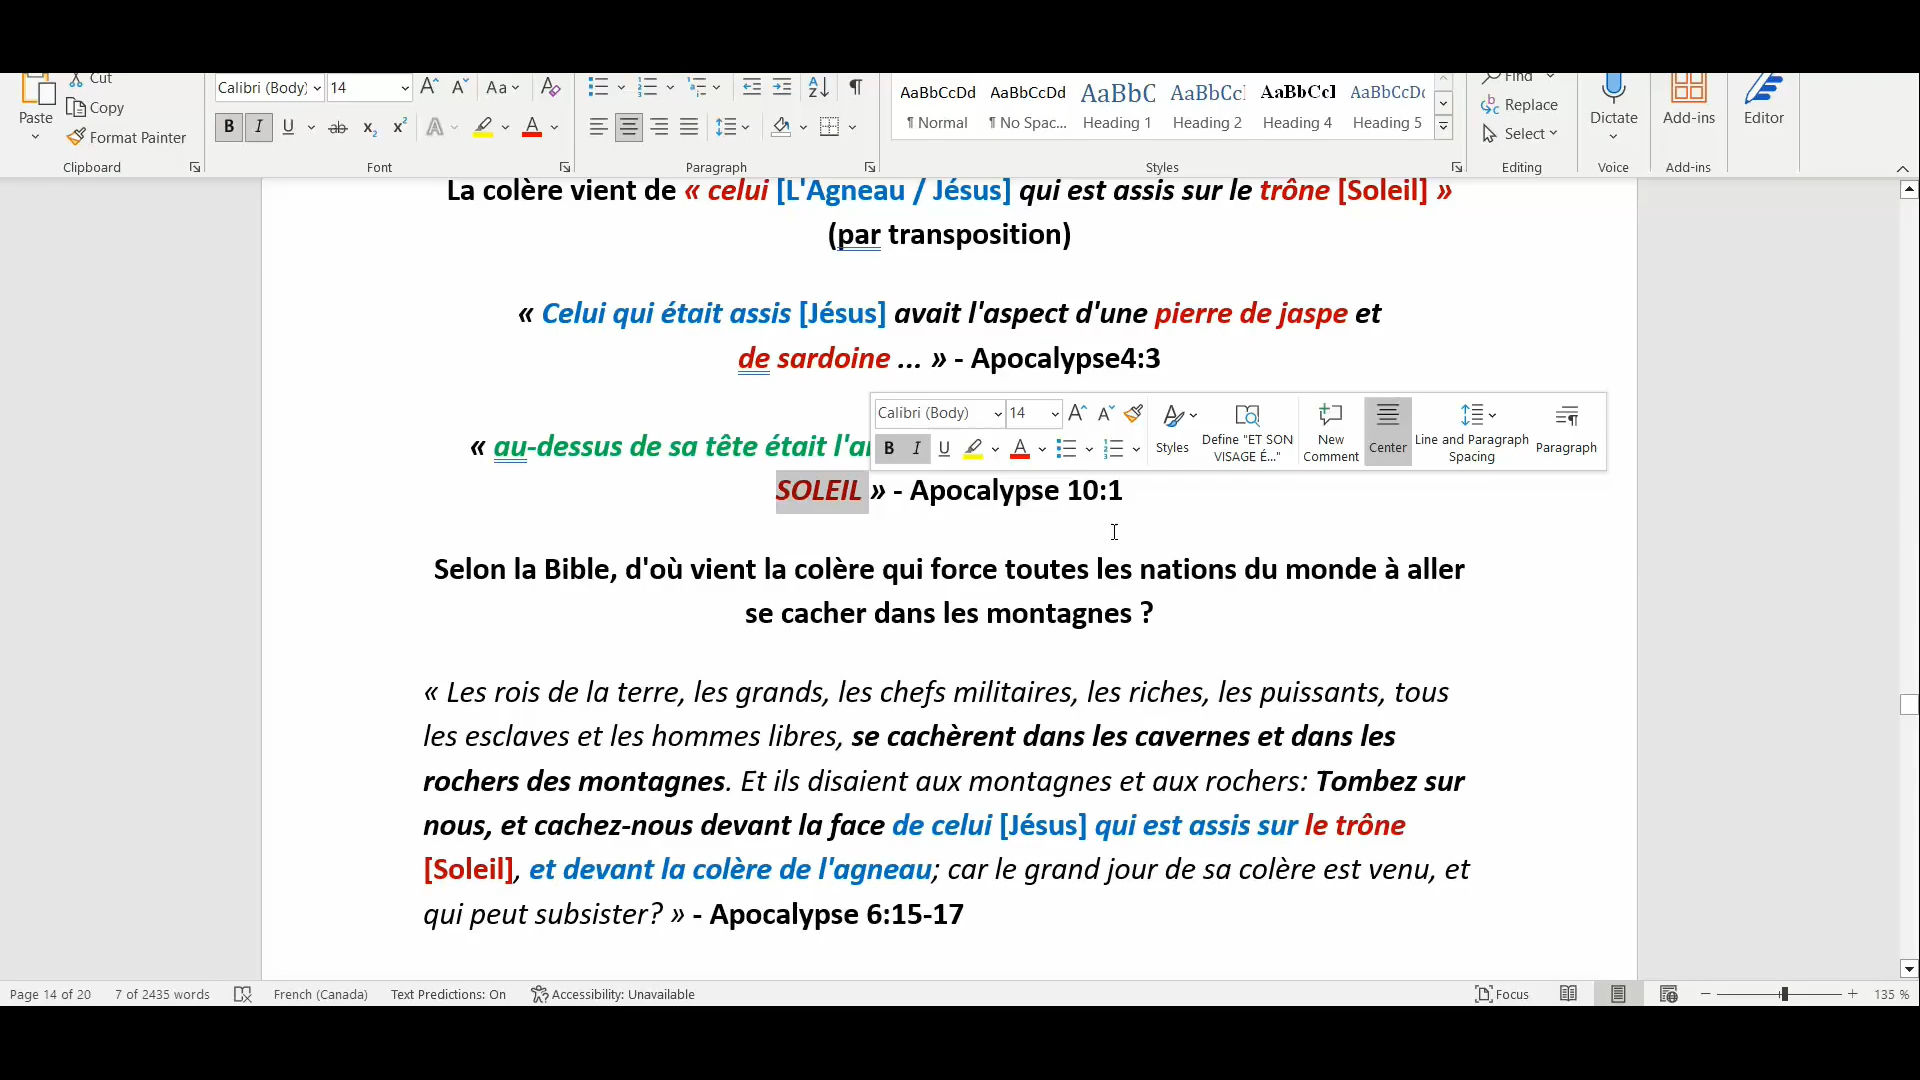 Cut
Copy
Format Painter
Paste
Clipboard
Calibri (Body)
14
Font
Paragraph
AaBbCcDd AaBbCcDd AaBbC AaBbCc AaBbCcI AaBbCcDc
¶ Normal ¶ No Spac... Heading 1 Heading 2 Heading 4 Heading 5
Styles
Find
Replace
Select
Editing
Dictate
Voice
Add-ins
Add-ins
Editor
La colère vient de « celui [L'Agneau / Jésus] qui est assis sur le trône [Soleil] »
(par transposition)
« Celui qui était assis [Jésus] avait l'aspect d'une pierre de jaspe et
de sardoine ... » - Apocalypse4:3
« au-dessus de sa tête était l'a
Calibri (Body) 14
Styles
Define "ET SON
VISAGE É..."
New
Comment
Center
Line and Paragraph
Spacing
Paragraph
SOLEIL » - Apocalypse 10:1
Selon la Bible, d'où vient la colère qui force toutes les nations du monde à aller
se cacher dans les montagnes ?
« Les rois de la terre, les grands, les chefs militaires, les riches, les puissants, tous
les esclaves et les hommes libres, se cachèrent dans les cavernes et dans les
rochers des montagnes. Et ils disaient aux montagnes et aux rochers: Tombez sur
nous, et cachez-nous devant la face de celui [Jésus] qui est assis sur le trône
[Soleil], et devant la colère de l'agneau; car le grand jour de sa colère est venu, et
qui peut subsister? » - Apocalypse 6:15-17
Page 14 of 20 7 of 2435 words French (Canada) Text Predictions: On Accessibility: Unavailable Focus 135 %